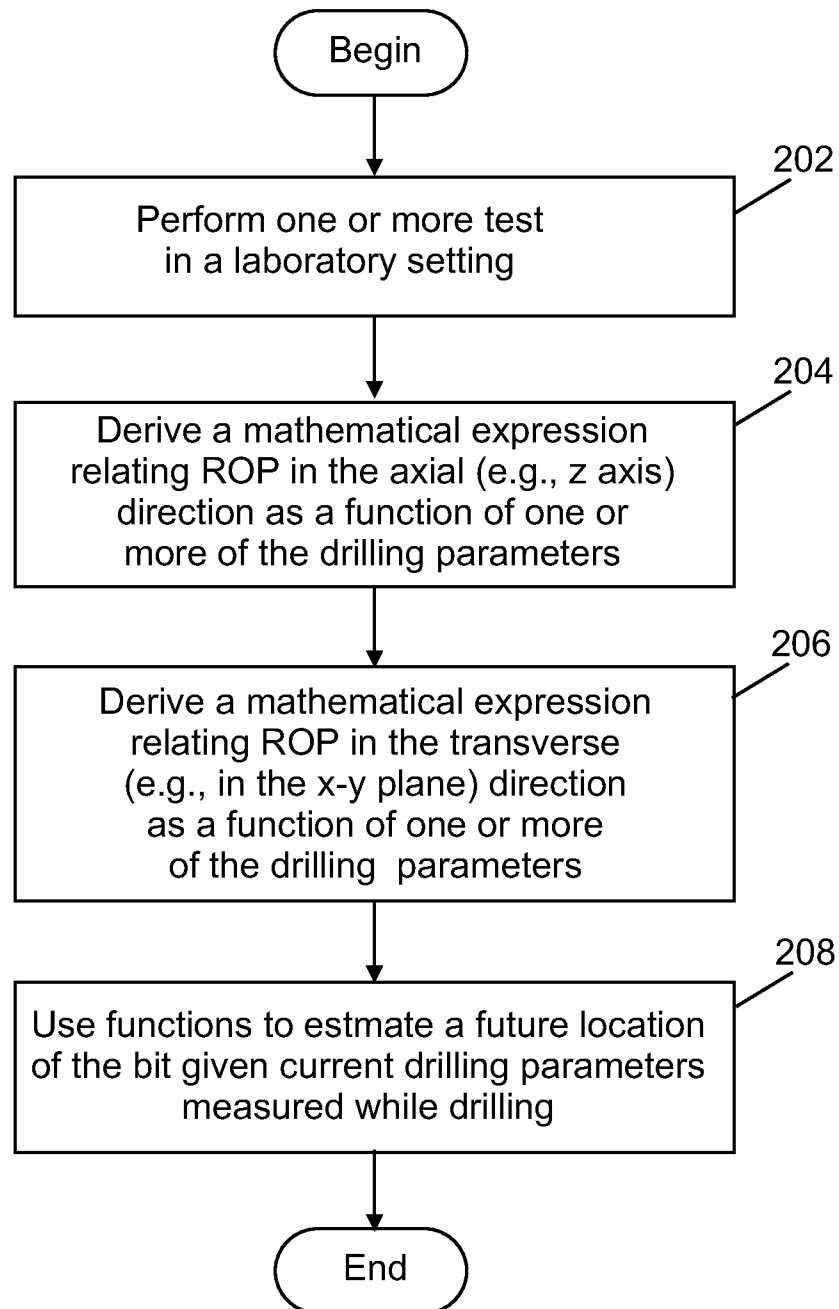 Begin
202
Perform one or more test
in a laboratory setting
204
Derive a mathematical expression
relating ROP in the axial (e.g., z axis)
direction as a function of one or
more of the drilling parameters
206
Derive a mathematical expression
relating ROP in the transverse
(e.g., in the x-y plane) direction
as a function of one or more
of the drilling parameters
208
Use functions to estmate a future location
of the bit given current drilling parameters
measured while drilling
End